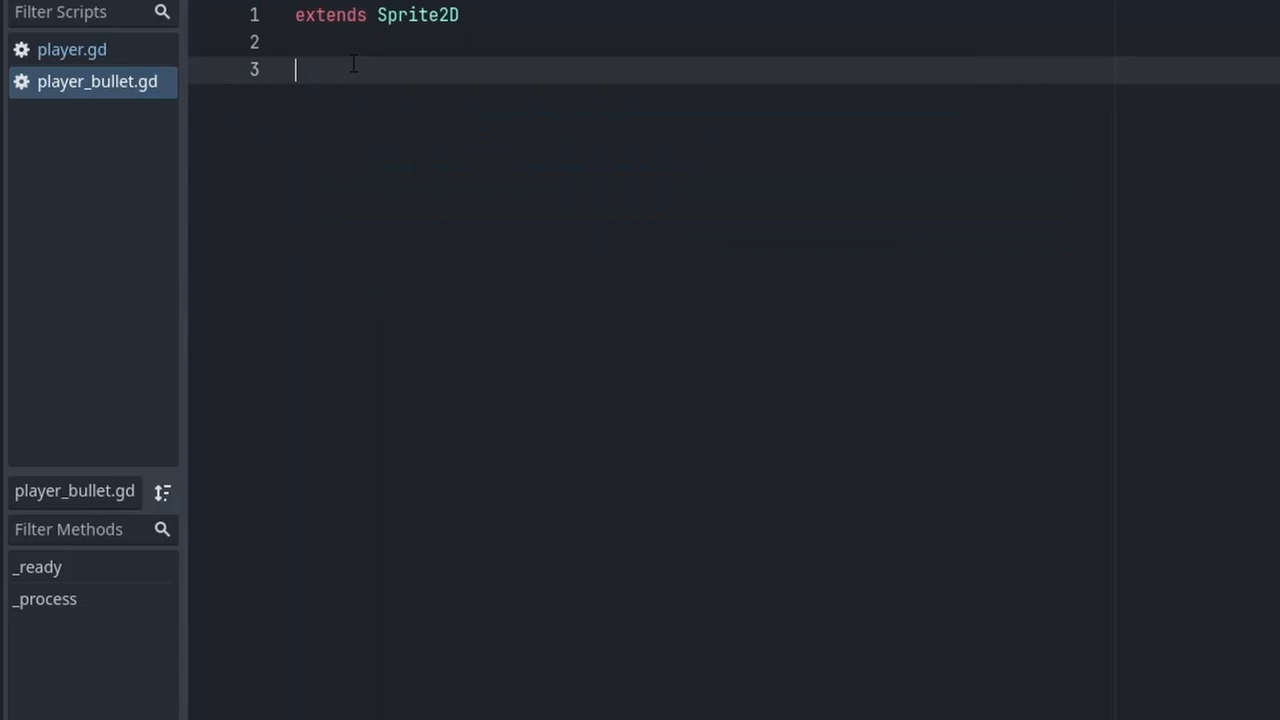 Filter Scripts
player.gd
player_bullet.gd
player_bullet.gd
Filter Methods
_ready
_process
1 extends Sprite2D
2
3